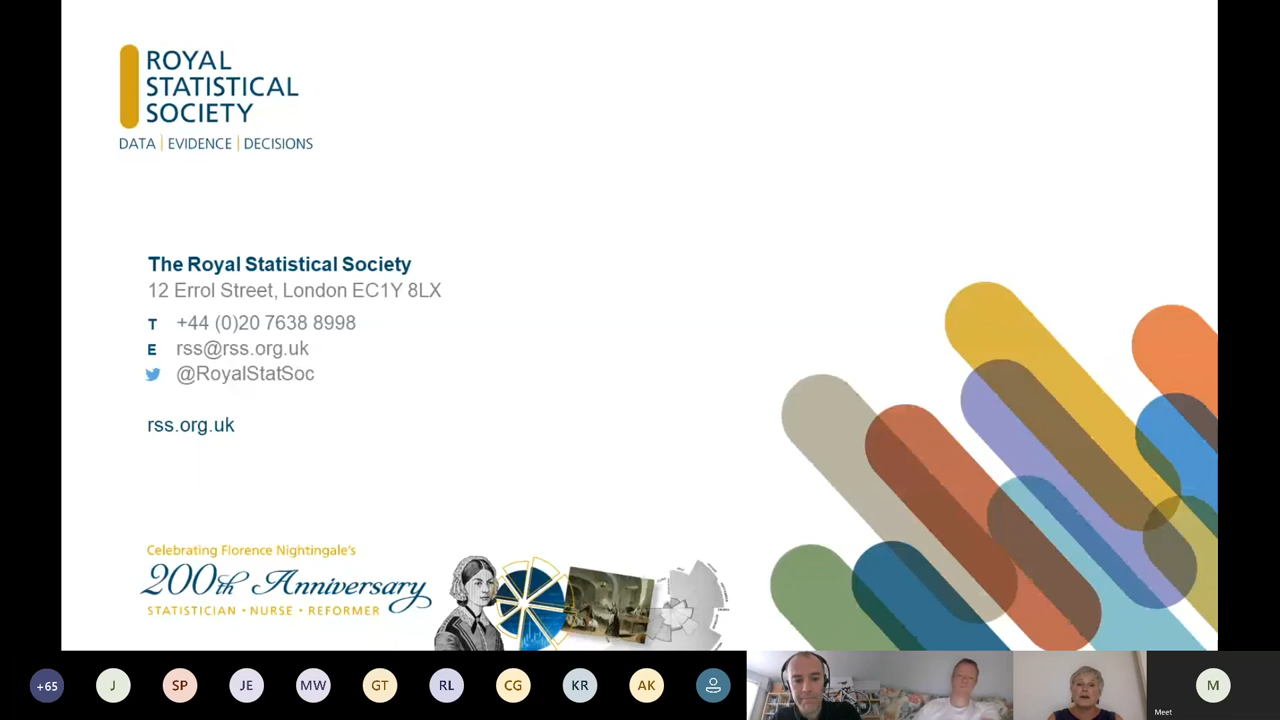 ROYAL
STATISTICAL
SOCIETY
DATA | EVIDENCE | DECISIONS
The Royal Statistical Society
12 Errol Street, London EC1Y 8LX
T +44 (0)20 7638 8998
E rss@rss.org.uk
@RoyalStatSoc
rss.org.uk
Celebrating Florence Nightingale's
200th Anniversary
STATISTICIAN • NURSE • REFORMER
+65 J SP JE MW GT RL CG KR AK M
Meet